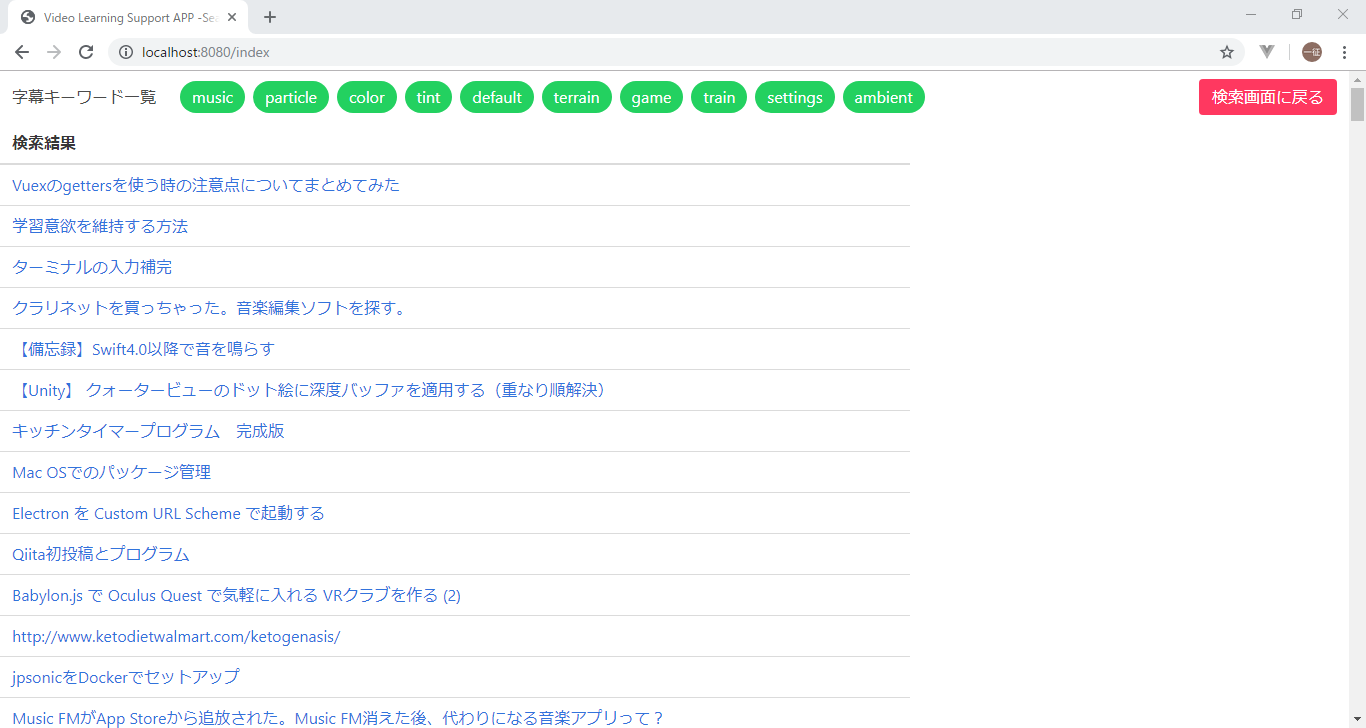 Video Learning Support APP -Sea
localhost:8080/index
一征
字幕キーワード一覧 music particle color tint default terrain game train settings ambient 検索画面に戻る
検索結果
Vuexのgettersを使う時の注意点についてまとめてみた
学習意欲を維持する方法
ターミナルの入力補完
クラリネットを買っちゃった。音楽編集ソフトを探す。
【備忘録】Swift4.0以降で音を鳴らす
【Unity】 クォータービューのドット絵に深度バッファを適用する（重なり順解決）
キッチンタイマープログラム　完成版
Mac OSでのパッケージ管理
Electron を Custom URL Scheme で起動する
Qiita初投稿とプログラム
Babylon.js で Oculus Quest で気軽に入れる VRクラブを作る (2)
http://www.ketodietwalmart.com/ketogenasis/
jpsonicをDockerでセットアップ
Music FMがApp Storeから追放された。Music FM消えた後、代わりになる音楽アプリって？